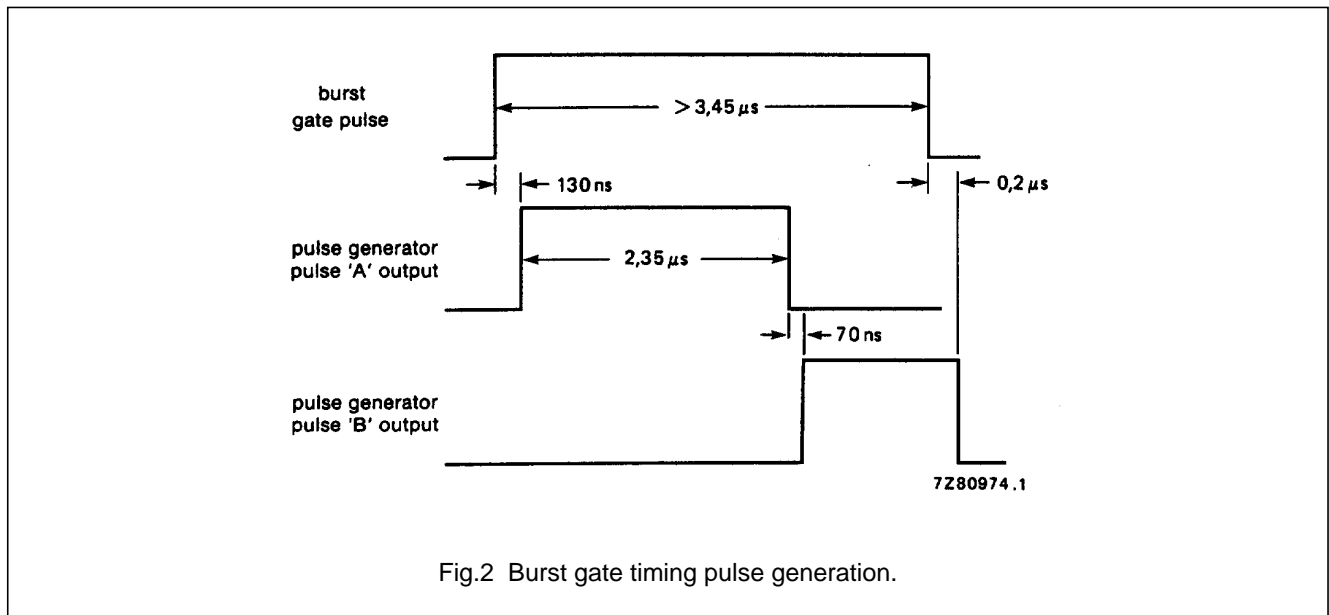 burst
gate pulse
> 3,45 μs
130 ns
0,2 μs
pulse generator
pulse 'A' output
2,35 μs
70 ns
pulse generator
pulse 'B' output
7Z80974.1
Fig.2 Burst gate timing pulse generation.